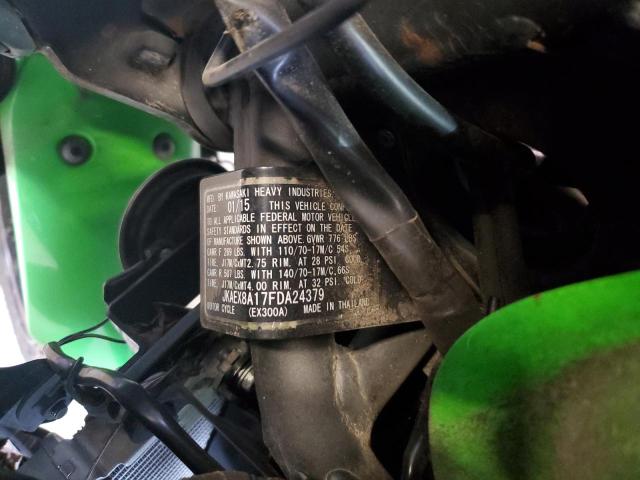 MFD. BY KAWASAKI HEAVY INDUSTRIES,
DATE 01/15 THIS VEHICLE CONF
TO ALL APPLICABLE FEDERAL MOTOR VEHICLE
SAFETY STANDARDS IN EFFECT ON THE DATE
OF MANUFACTURE SHOWN ABOVE. GVWR 776 LBS
GAWR F 269 LBS. WITH 110/70-17M/C 54S
TIRE, J17M/CxMT2.75 RIM. AT 28 PSI. COLD
GAWR R 507 LBS. WITH 140/70-17M/C 66S
TIRE, J17M/CxMT4.00 RIM. AT 32 PSI. COLD
JKAEX8A17FDA24379
MOTOR CYCLE (EX300A) MADE IN THAILAND